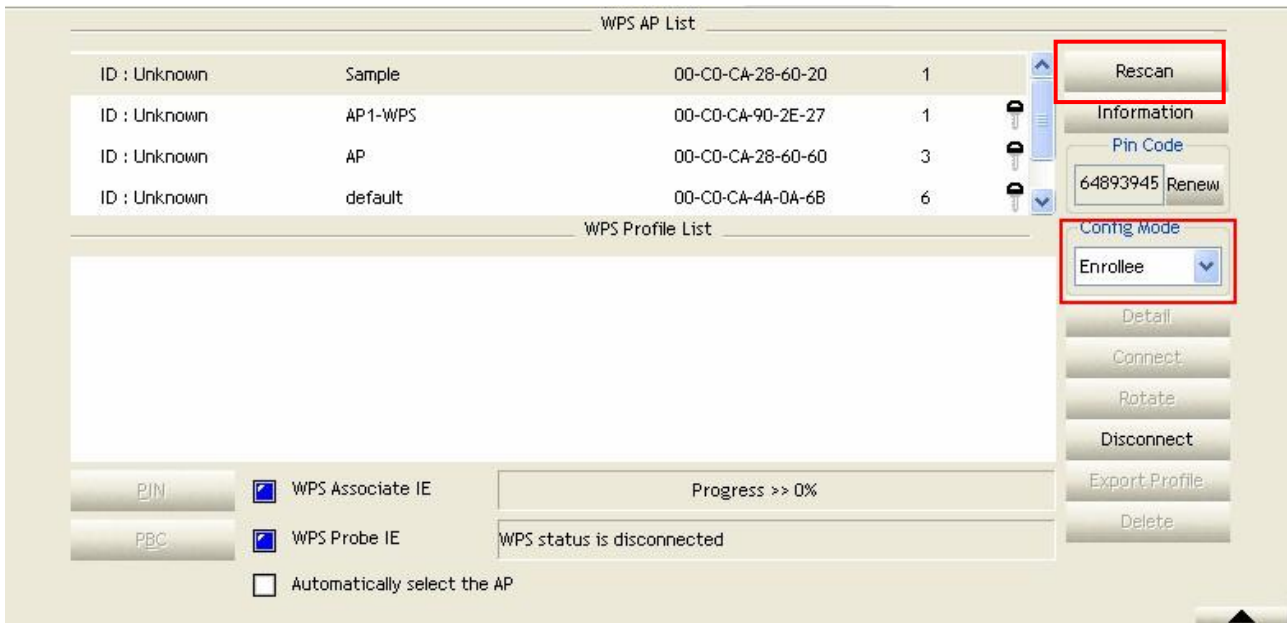 WPS AP List
ID : Unknown Sample 00-C0-CA-28-60-20 1
Rescan
ID : Unknown AP1-WPS 00-C0-CA-90-2E-27 1
Information
ID : Unknown AP 00-C0-CA-28-60-60 3
Pin Code
64893945 Renew
ID : Unknown default 00-C0-CA-4A-0A-6B 6
WPS Profile List
Config Mode
Enrollee
Detail
Connect
Rotate
Disconnect
PIN WPS Associate IE Progress >> 0%
Export Profile
PBC WPS Probe IE WPS status is disconnected
Delete
Automatically select the AP